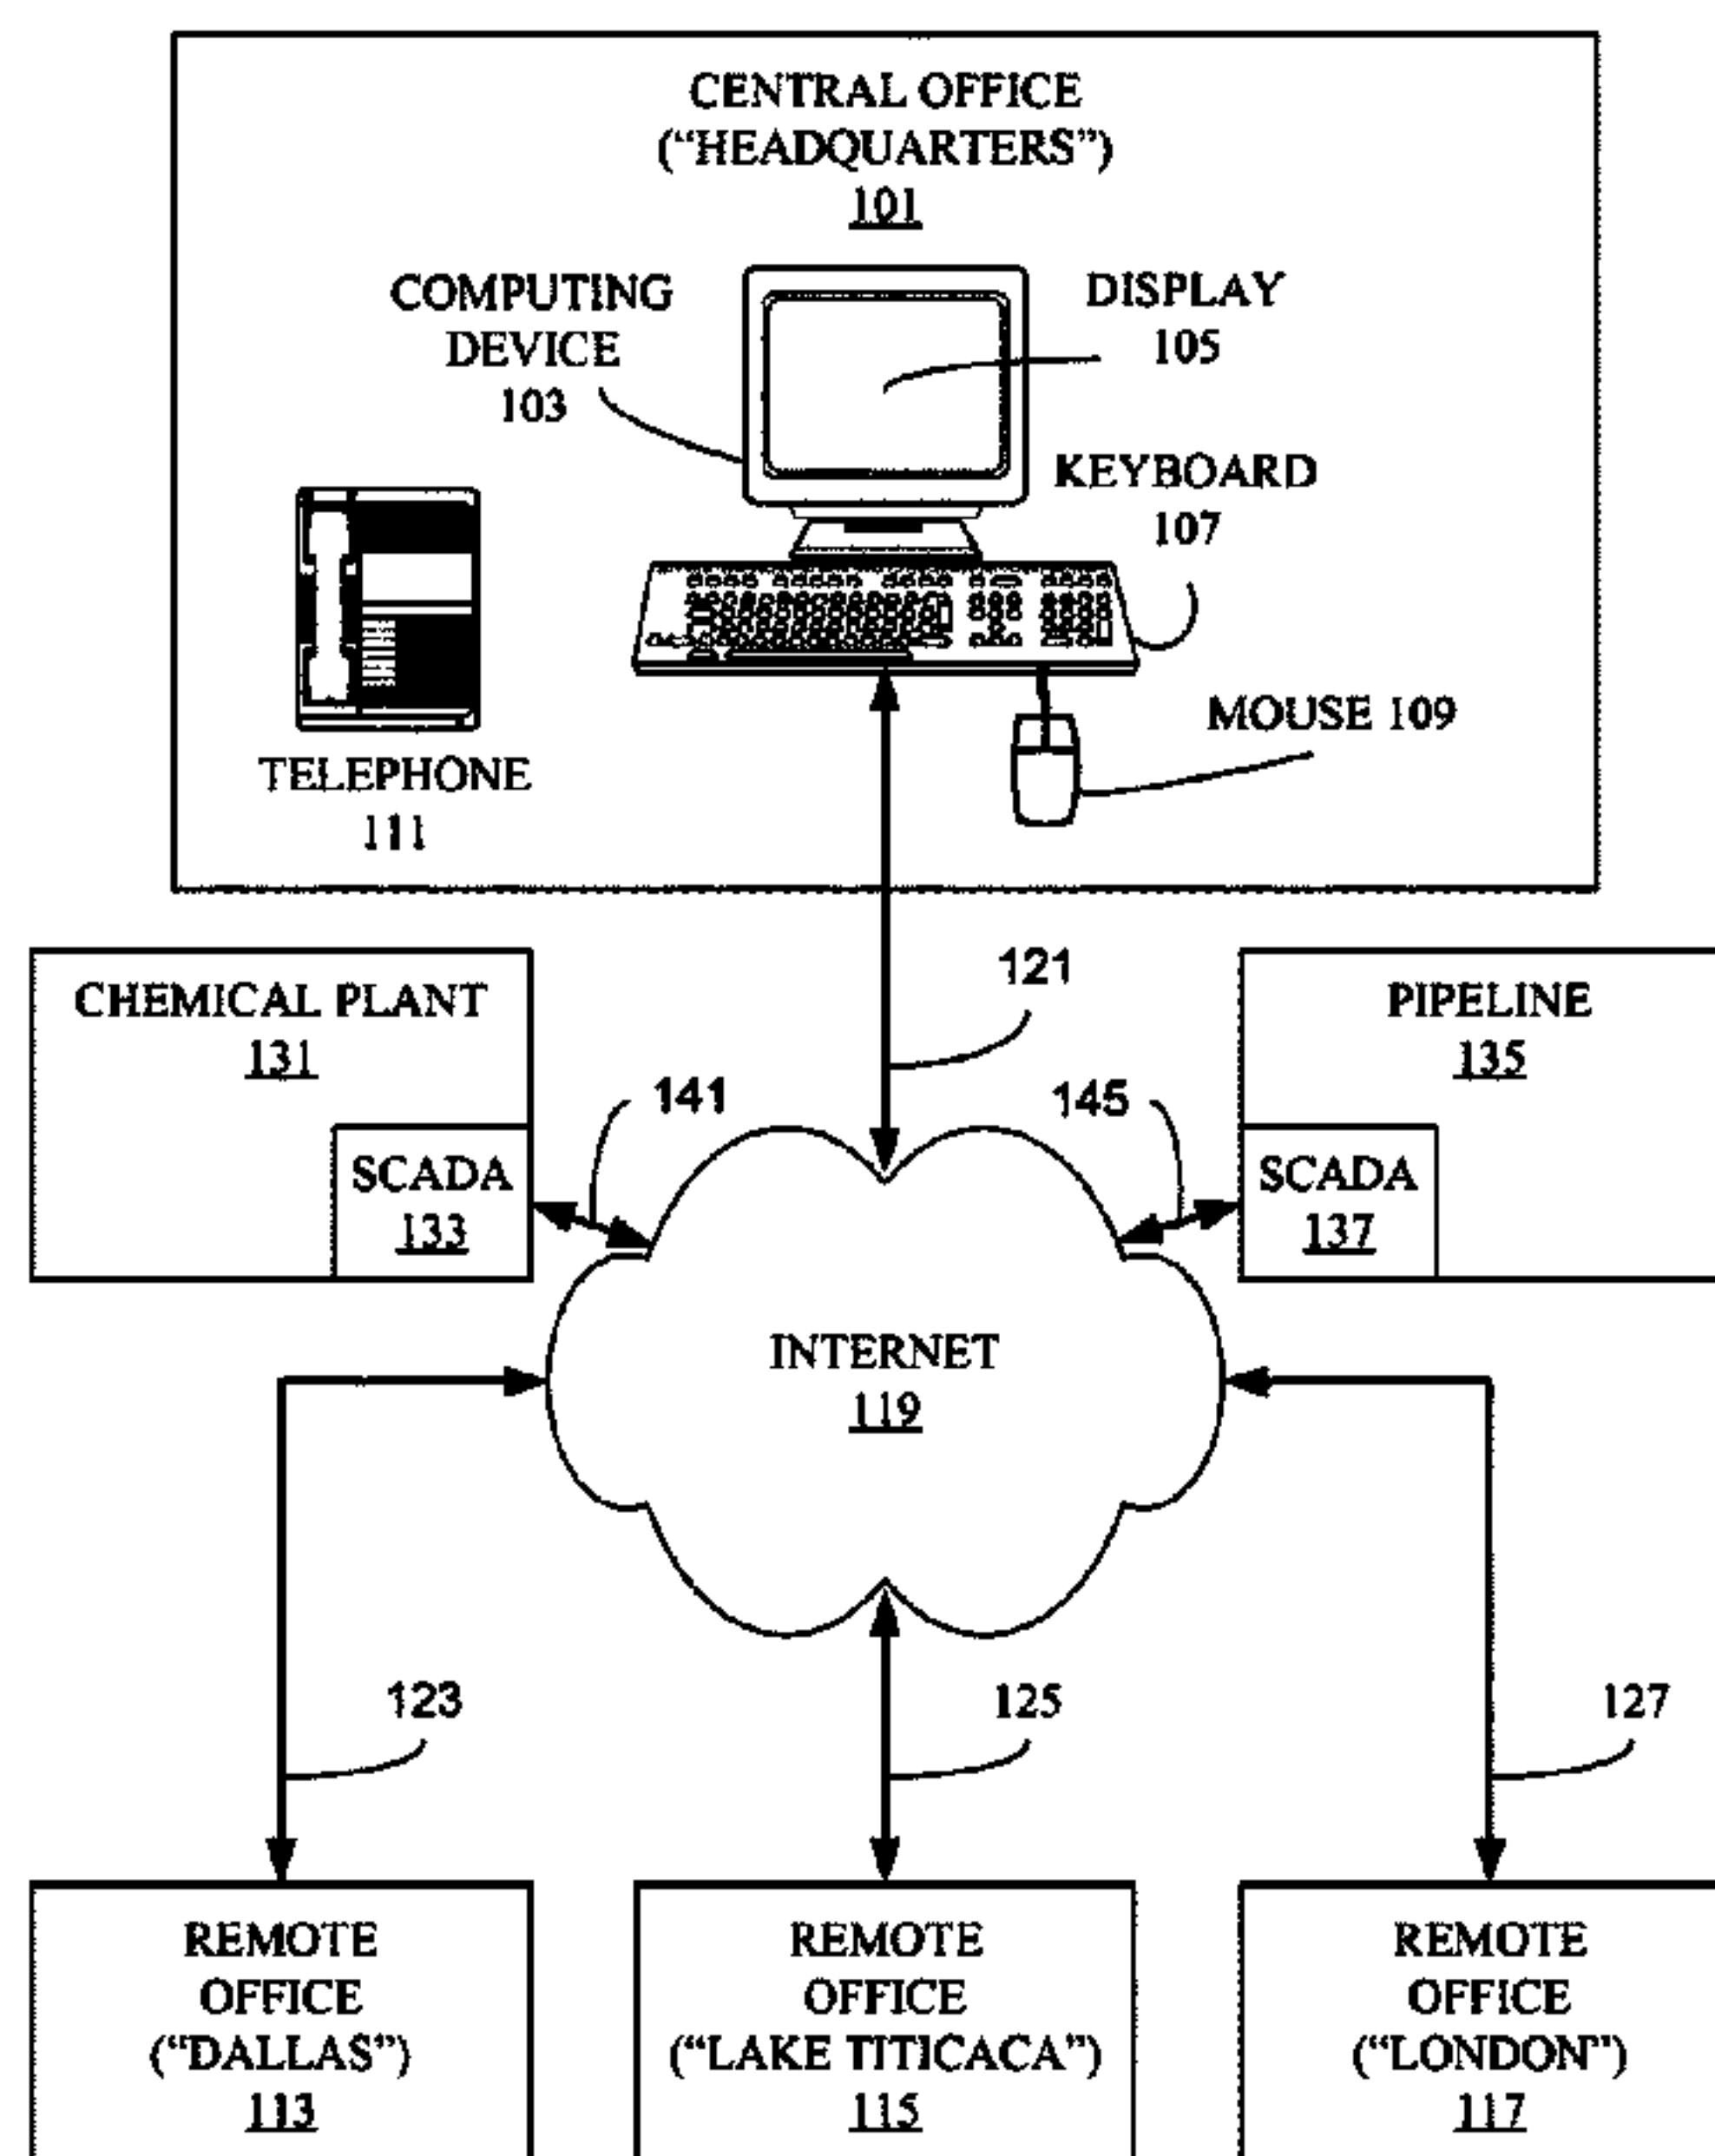 CENTRAL OFFICE
(“HEADQUARTERS”)
101
COMPUTING
DEVICE
103
DISPLAY
105
KEYBOARD
107
MOUSE 109
TELEPHONE
111
CHEMICAL PLANT
131
SCADA
133
121
141
145
PIPELINE
135
SCADA
137
INTERNET
119
123
125
127
REMOTE
OFFICE
(“DALLAS”)
113
REMOTE
OFFICE
(“LAKE TITICACA”)
115
REMOTE
OFFICE
(“LONDON”)
117